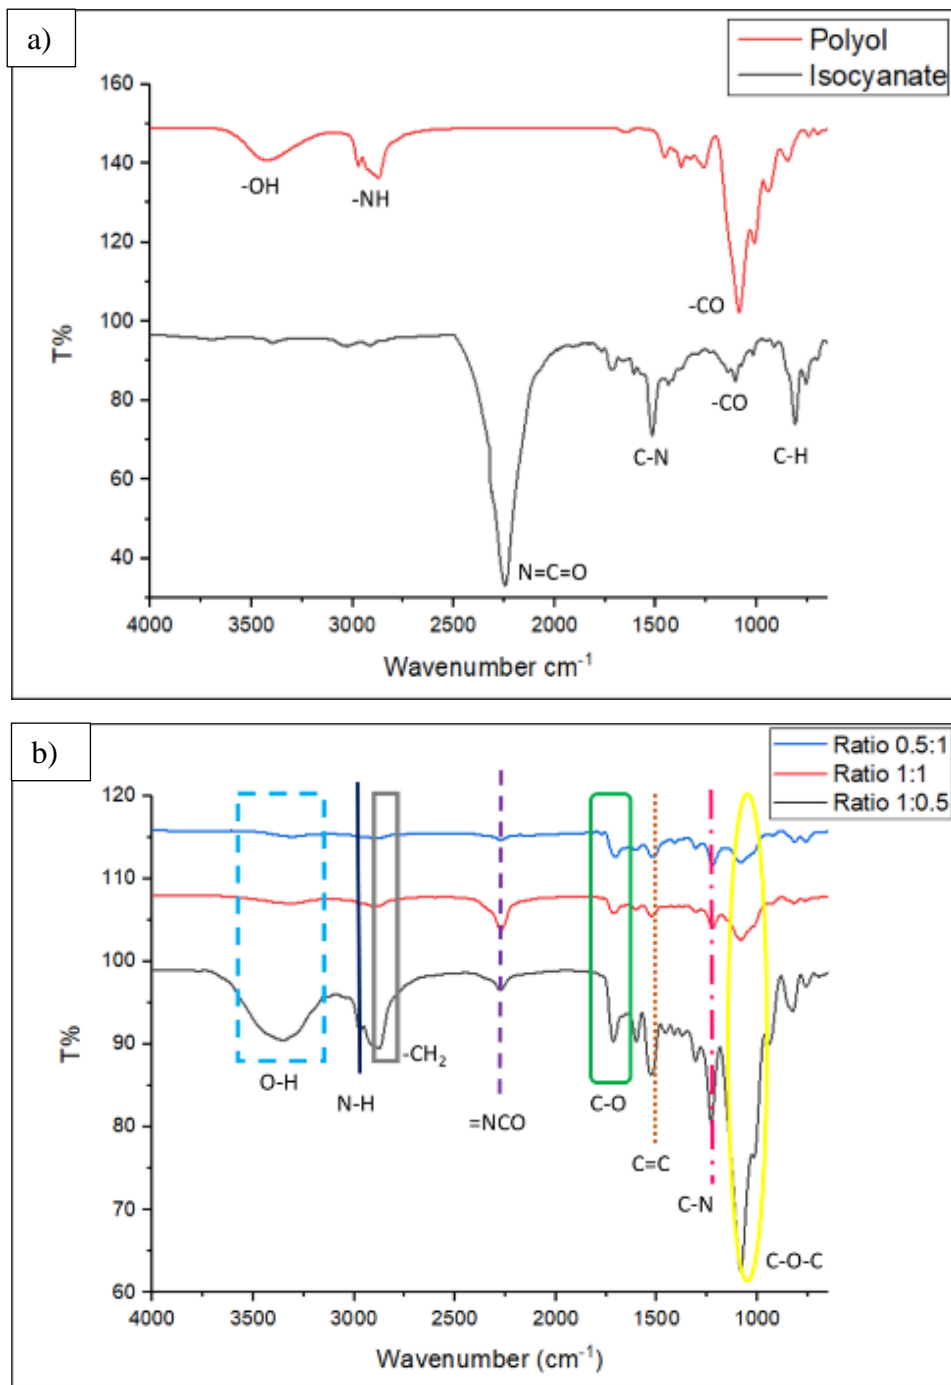 a)
Polyol
Isocyanate
160
140
120
100
80
60
40
T%
-OH
-NH
-CO
-CO
C-N
C-H
N=C=O
4000 3500 3000 2500 2000 1500 1000
Wavenumber cm⁻¹
b)
Ratio 0.5:1
Ratio 1:1
Ratio 1:0.5
120
110
100
90
80
70
60
T%
O-H
N-H
-CH₂
=NCO
C-O
C=C
C-N
C-O-C
4000 3500 3000 2500 2000 1500 1000
Wavenumber (cm⁻¹)